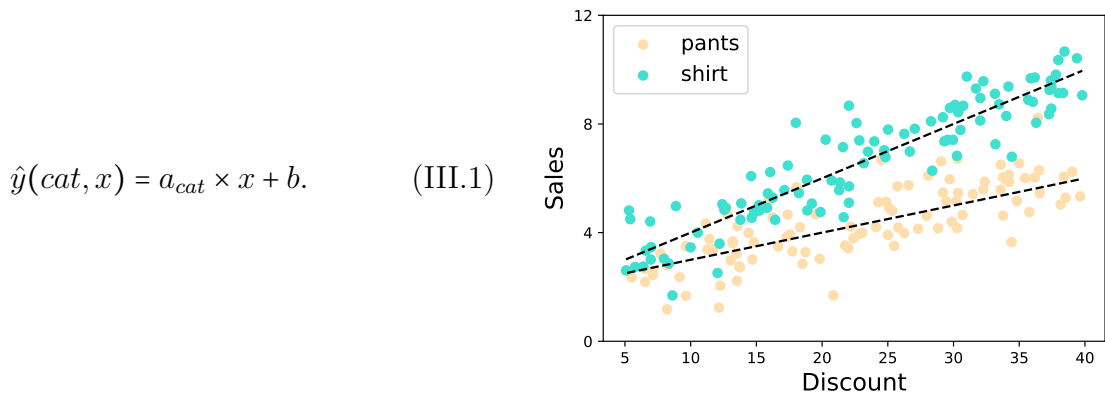 ŷ(cat, x) = a_cat × x + b. (III.1)
pants
shirt
Sales
12
8
4
0
5 10 15 20 25 30 35 40
Discount